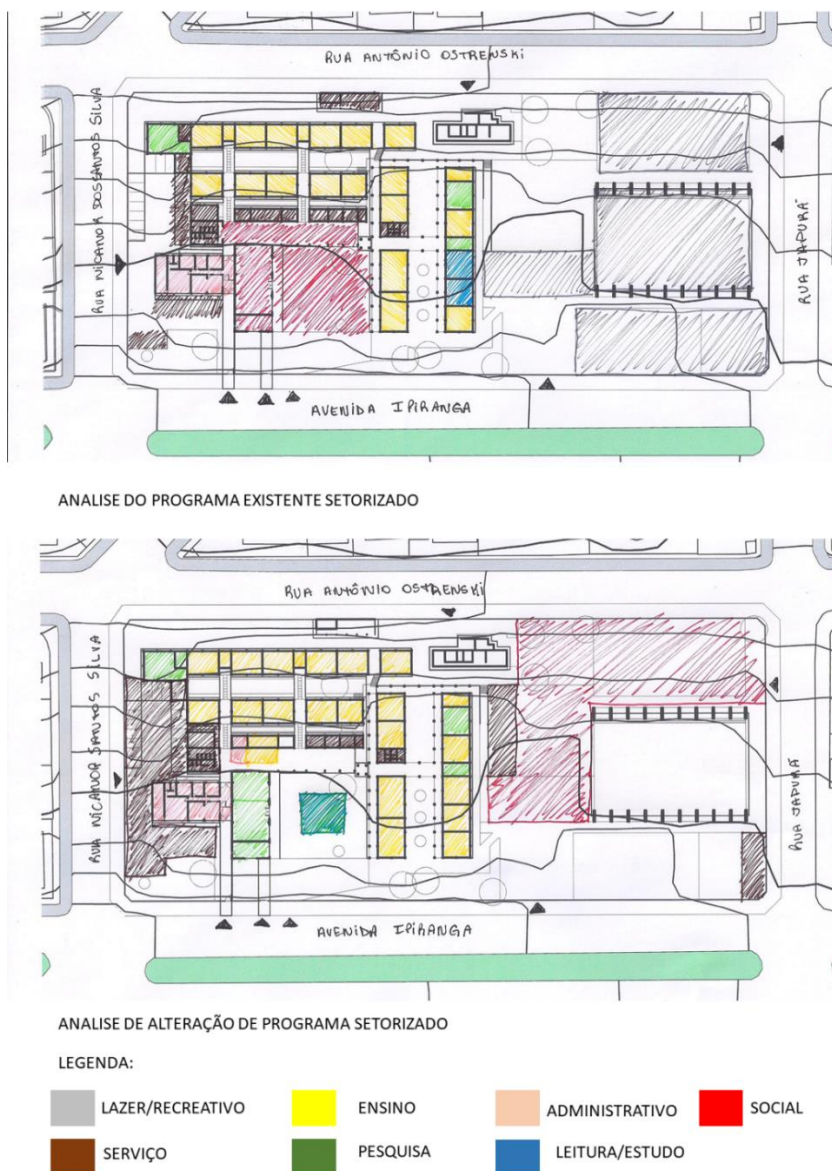 RUA ANTÔNIO OSTRENSKI
RUA NICANOR DOS SANTOS SILVA
RUA JAPURÁ
AVENIDA IPIRANGA
ANALISE DO PROGRAMA EXISTENTE SETORIZADO
RUA ANTÔNIO OSTRENSKI
RUA NICANOR SANTOS SILVA
RUA JAPURÁ
AVENIDA IPIRANGA
ANALISE DE ALTERAÇÃO DE PROGRAMA SETORIZADO
LEGENDA:
LAZER/RECREATIVO
ENSINO
ADMINISTRATIVO
SOCIAL
SERVIÇO
PESQUISA
LEITURA/ESTUDO